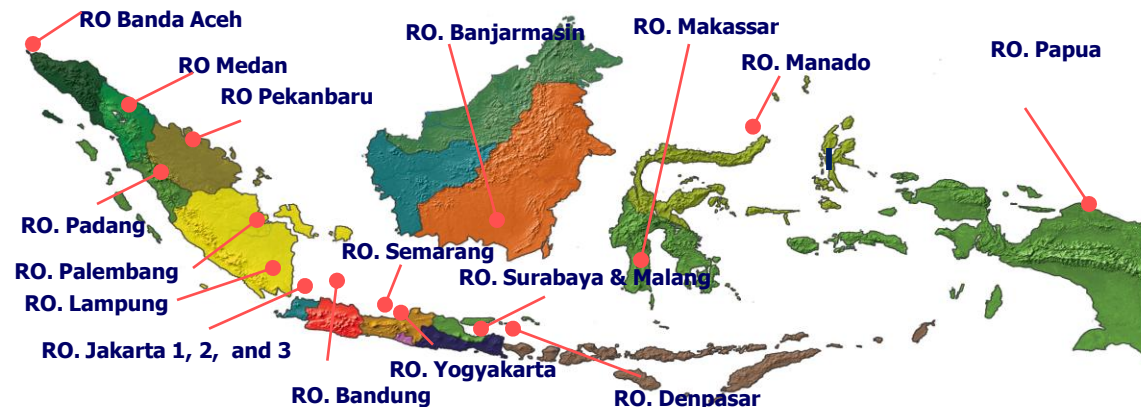 RO Banda Aceh
RO. Banjarmasin
RO. Makassar
RO. Papua
RO Medan
RO. Manado
RO Pekanbaru
RO. Padang
RO. Semarang
RO. Palembang
RO. Surabaya & Malang
RO. Lampung
RO. Jakarta 1, 2, and 3
RO. Yogyakarta
RO. Bandung
RO. Denpasar